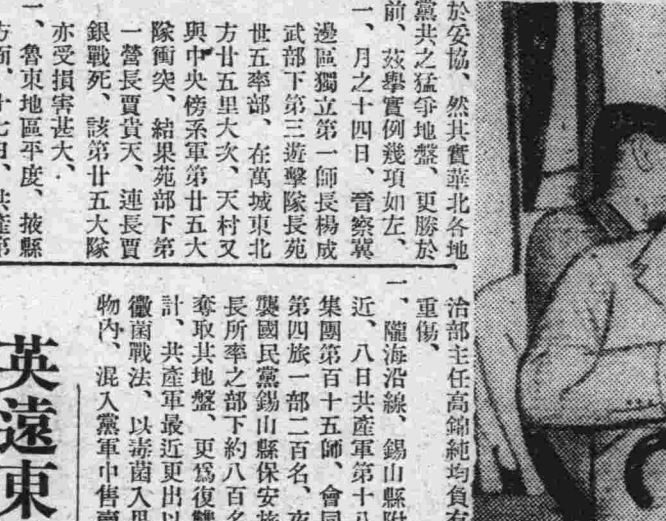 於安協、然其實華北各地
黨共之猛爭地盤、更勝於
前、茲舉實例幾項如左、
一、月之十四日、晉察冀
邊區獨立第一師長楊成
武部下第三遊擊隊長苑
世五率部、在萬城東北
方廿五里大次、天村又
與中央傍系軍第廿五大
隊衝突、結果苑部下第
一營長賈貴天、連長賈
銀戰死、該第廿五大隊
亦受損害甚大、
一、魯東地區平度、掖縣
方面、十七日、共產第
治部主任高錦純均負有
重傷、
一、隴海沿線、錫山縣附
近、八日共產軍第十八
集團第百十五師、會同
第四旅一部二百名、夜
襲國民黨錫山縣保安旅
長所率之部下約八百名
奪取其地盤、更爲復讐
計、共產軍最近更出以
黴菌戰法、以毒菌入果
物內、混入黨軍中售賣
英遠東